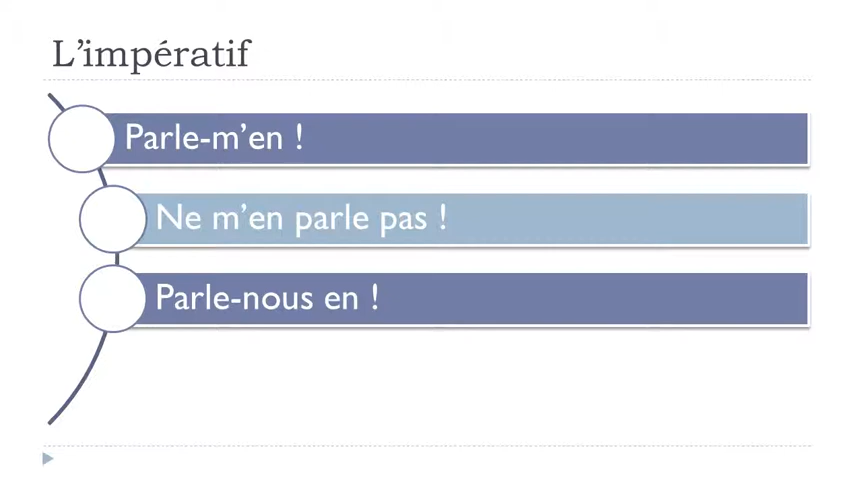 L’impératif
Parle-m’en !
Ne m’en parle pas !
Parle-nous en !